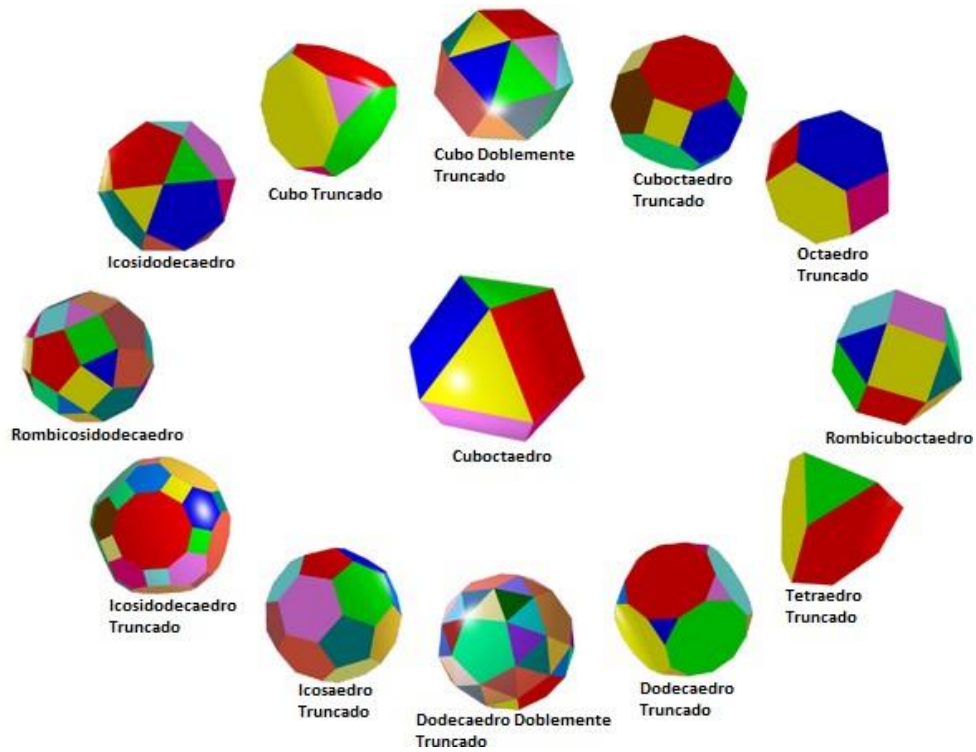 Cubo Doblemente
Truncado
Cubo Truncado
Cuboctaedro
Truncado
Icosidodecaedro
Octaedro
Truncado
Rombicosidodecaedro
Cuboctaedro
Rombicuboctaedro
Icosidodecaedro
Truncado
Tetraedro
Truncado
Icosaedro
Truncado
Dodecaedro Doblemente
Truncado
Dodecaedro
Truncado